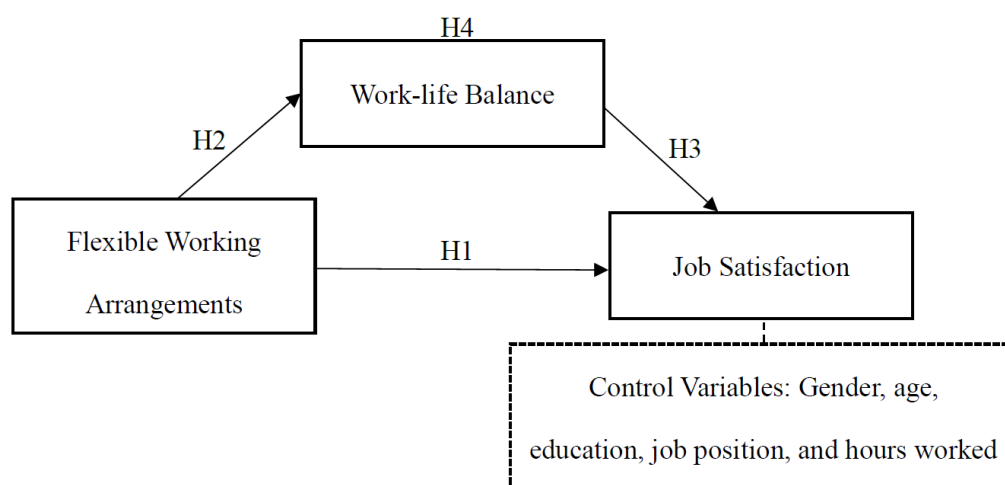 H4
Work-life Balance
H2
H3
Flexible Working
Arrangements
H1
Job Satisfaction
Control Variables: Gender, age,
education, job position, and hours worked